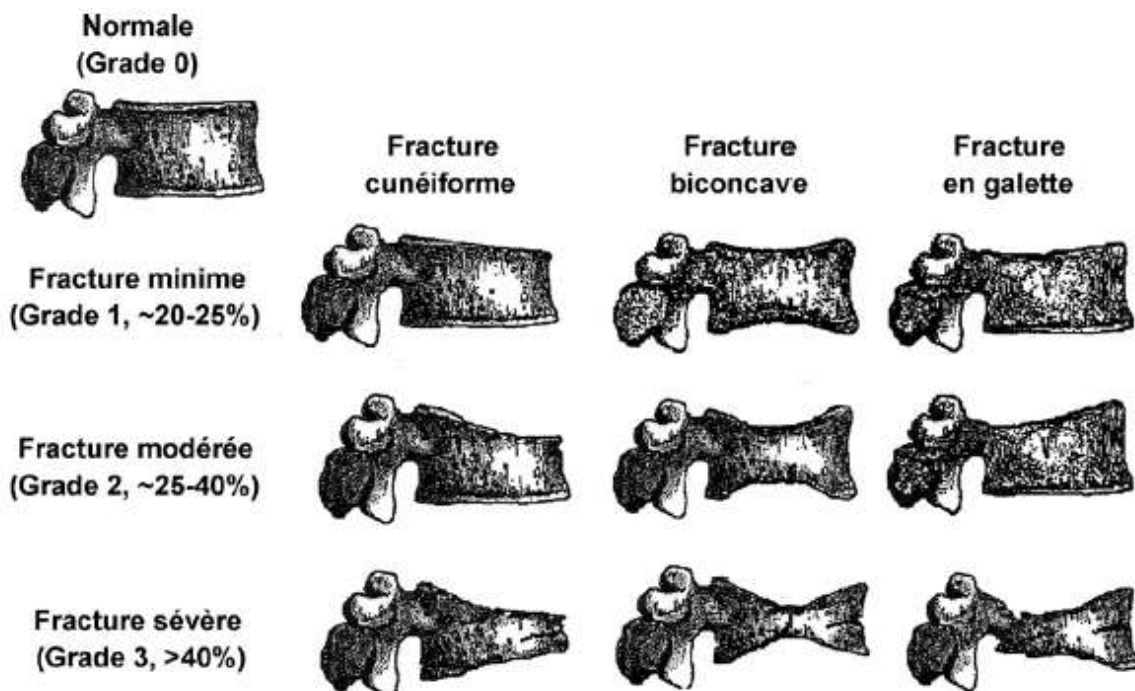 Normale
(Grade 0)
Fracture
cunéiforme
Fracture
biconcave
Fracture
en galette
Fracture minime
(Grade 1, ~20-25%)
Fracture modérée
(Grade 2, ~25-40%)
Fracture sévère
(Grade 3, >40%)